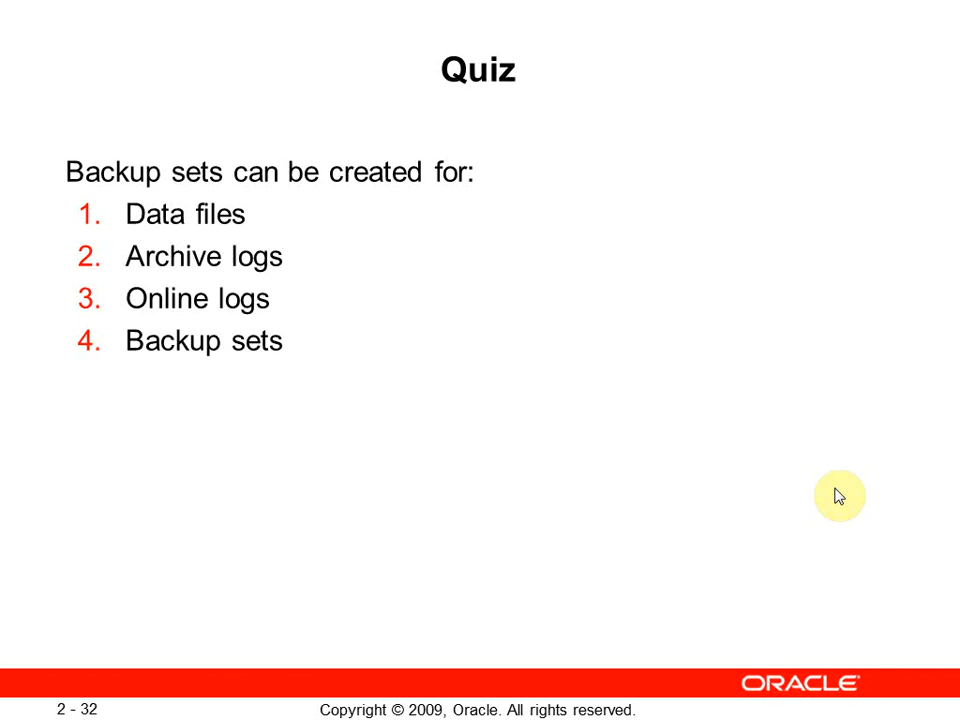 Quiz
Backup sets can be created for:
1. Data files
2. Archive logs
3. Online logs
4. Backup sets
ORACLE
2 - 32
Copyright © 2009, Oracle. All rights reserved.